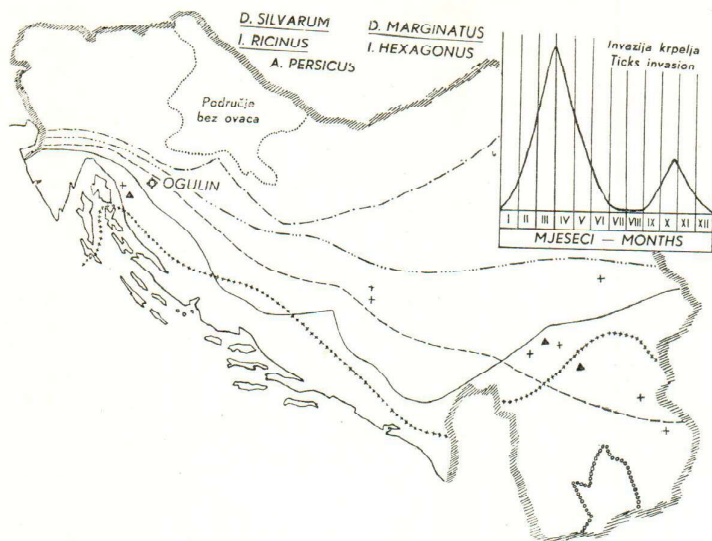 D. SILVARUM D. MARGINATUS
I. RICINUS I. HEXAGONUS
A. PERSICUS
Invazija krpelja
Ticks invasion
Područje
bez ovaca
OGULIN
I II III IV V VI VII VIII IX X XI XII
MJESECI — MONTHS